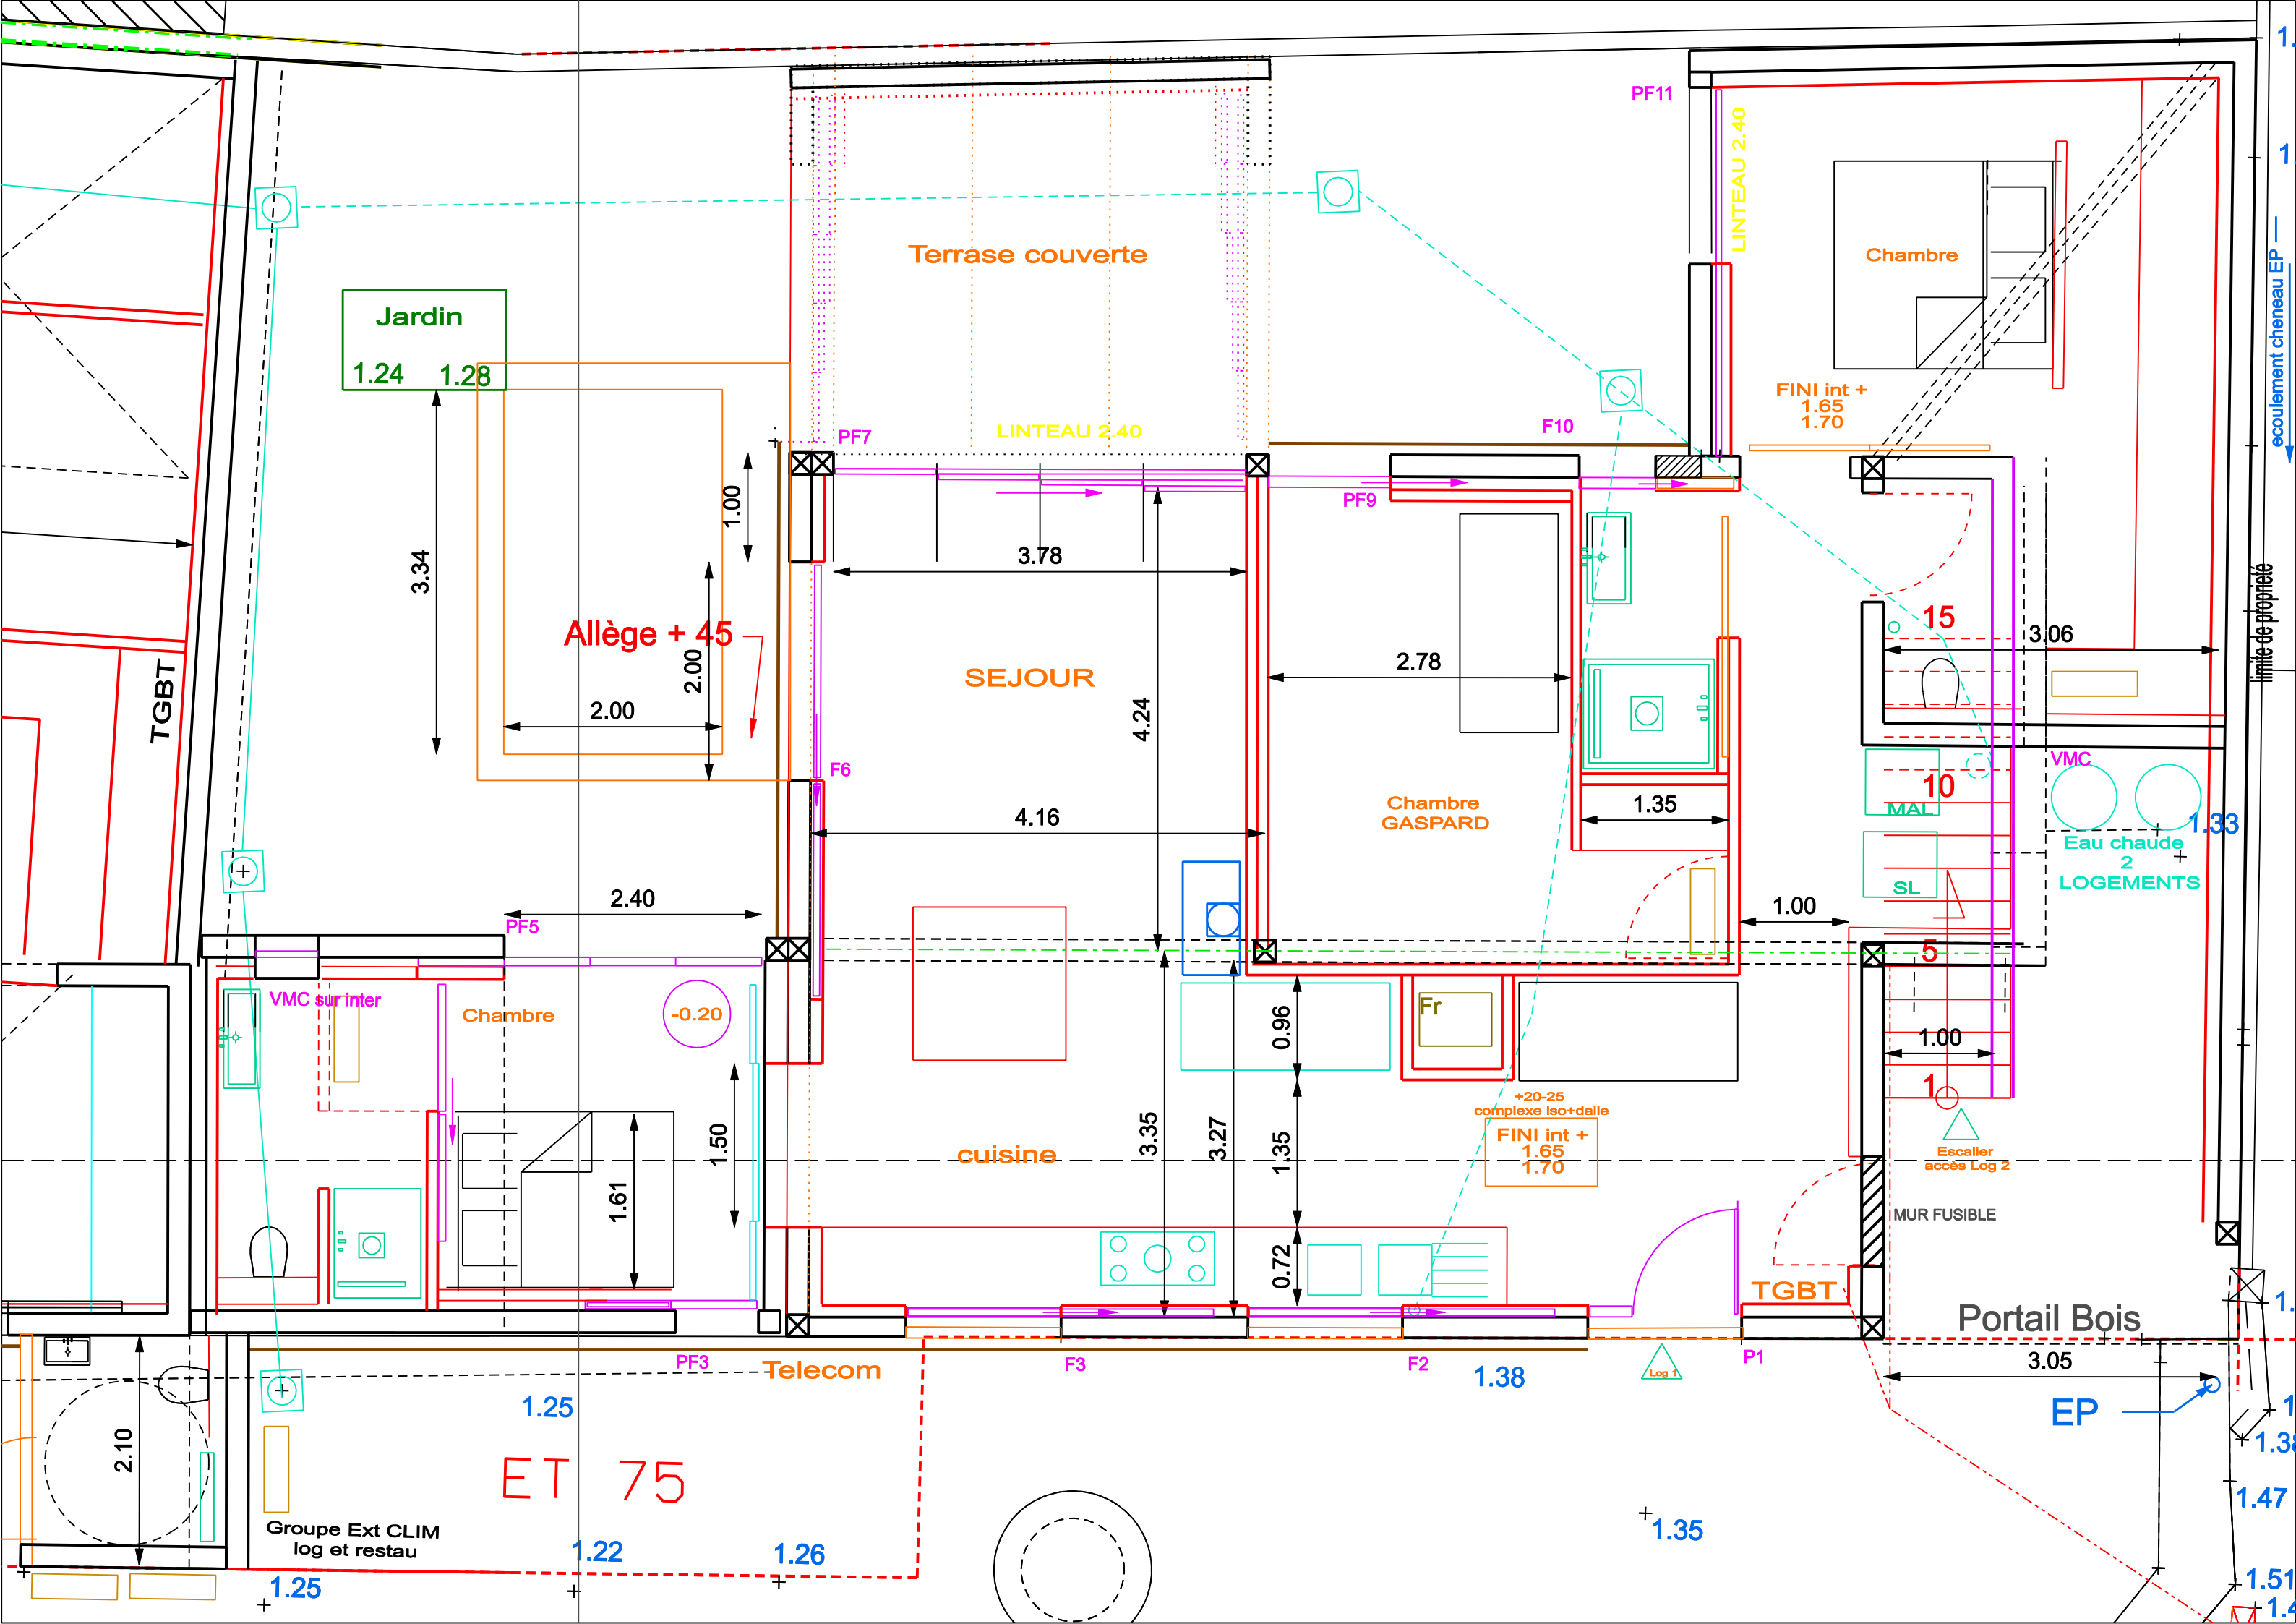 PF11
LINTEAU 2.40
Terrase couverte
Chambre
ecoulement cheneau EP
Jardin
1.24
1.28
FINI int +
1.65
1.70
PF7
LINTEAU 2.40
F10
1.00
PF9
3.34
3.78
limite de propriété
Allège + 45
15
3.06
2.00
TGBT
SEJOUR
2.78
2.00
4.24
F6
VMC
10
MAL
1.33
4.16
Chambre
GASPARD
1.35
Eau chaude
2
LOGEMENTS
SL
2.40
PF5
1.00
5
VMC sur inter
Chambre
-0.20
Fr
0.96
1.00
1
+20-25
complexe iso+dalle
FINI int +
1.65
1.70
1.50
3.35
3.27
1.35
cuisine
Escalier
accès Log 2
1.61
MUR FUSIBLE
0.72
TGBT
Portail Bois
PF3
Telecom
F3
F2
P1
3.05
1.38
Log 1
1.25
EP
2.10
1.38
ET 75
1.47
Groupe Ext CLIM
log et restau
1.35
1.22
1.26
1.25
1.51